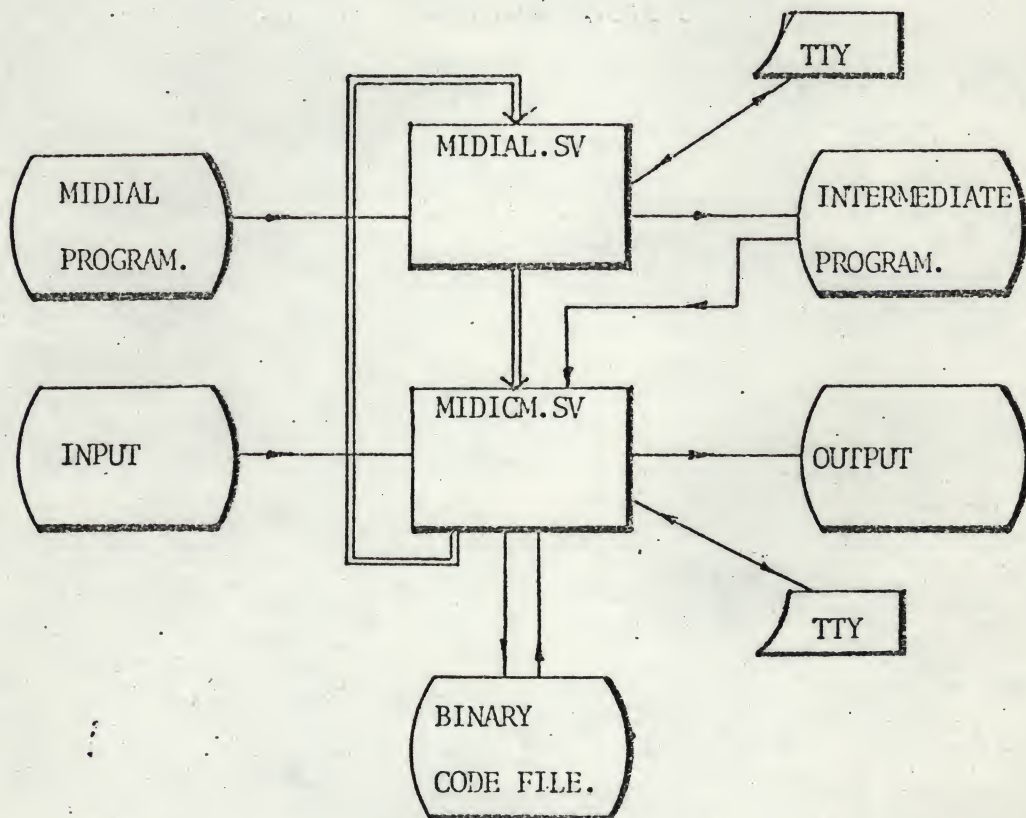 TTY
MIDIAL.SV
MIDIAL
PROGRAM.
INTERMEDIATE
PROGRAM.
MIDICM.SV
INPUT
OUTPUT
TTY
BINARY
CODE FILE.